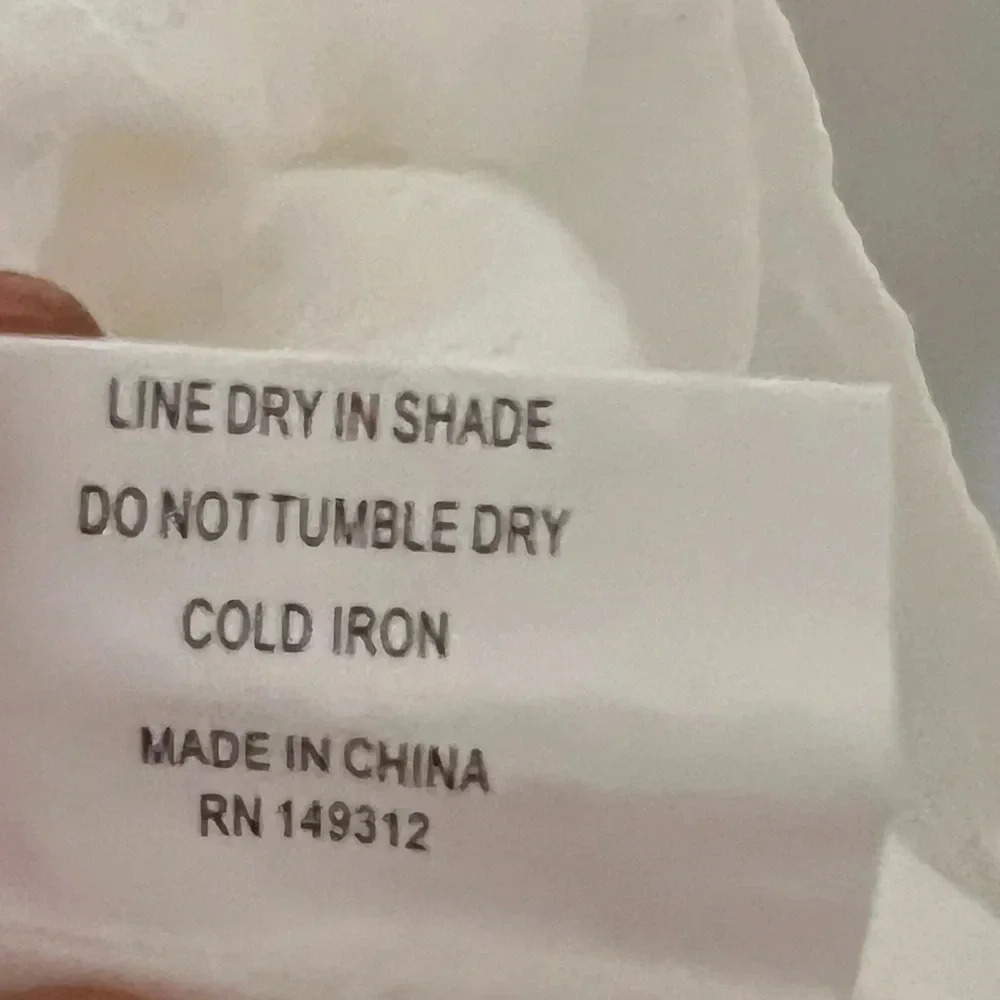 LINE DRY IN SHADE
DO NOT TUMBLE DRY
COLD IRON
MADE IN CHINA
RN 149312